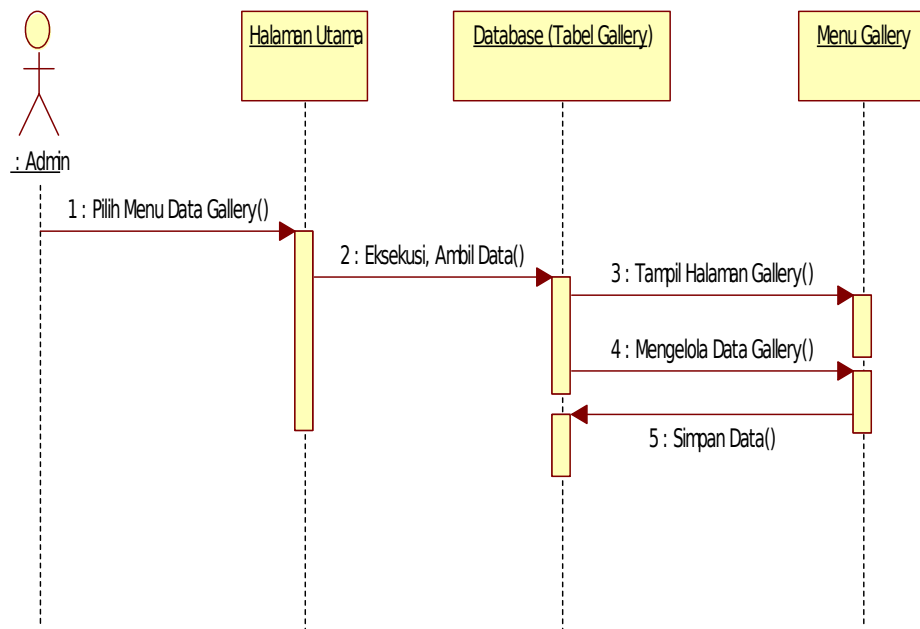 Halaman Utama
Database (Tabel Gallery)
Menu Gallery
: Admin
1 : Pilih Menu Data Gallery()
2 : Eksekusi, Ambil Data()
3 : Tampil Halaman Gallery()
4 : Mengelola Data Gallery()
5 : Simpan Data()